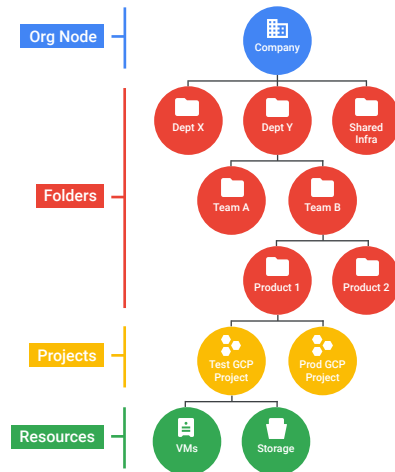 Org Node
Company
Dept X
Dept Y
Shared
Infra
Folders
Team A
Team B
Product 1
Product 2
Projects
Test GCP
Project
Prod GCP
Project
Resources
VMs
Storage